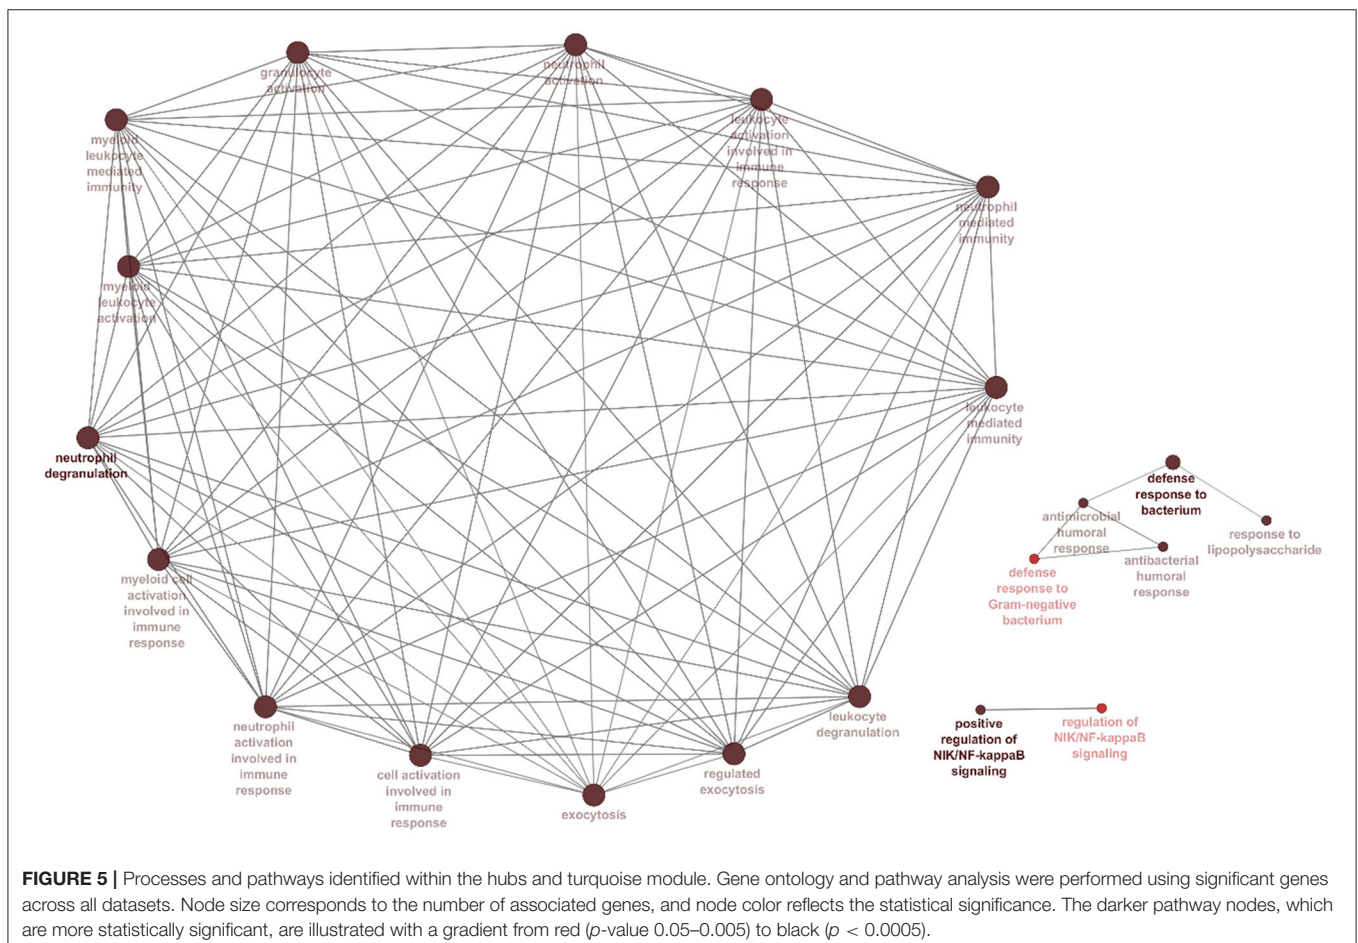 granulocyte
activation
neutrophil
activation
leukocyte
activation
involved in
immune
response
myeloid
leukocyte
mediated
immunity
neutrophil
mediated
immunity
myeloid
leukocyte
activation
leukocyte
mediated
immunity
neutrophil
degranulation
defense
response to
bacterium
antimicrobial
humoral
response
response to
lipopolysaccharide
antibacterial
humoral
response
defense
response to
Gram-negative
bacterium
myeloid cell
activation
involved in
immune
response
neutrophil
activation
involved in
immune
response
cell activation
involved in
immune
response
exocytosis
regulated
exocytosis
leukocyte
degranulation
positive
regulation of
NIK/NF-kappaB
signaling
regulation of
NIK/NF-kappaB
signaling
FIGURE 5 | Processes and pathways identified within the hubs and turquoise module. Gene ontology and pathway analysis were performed using significant genes
across all datasets. Node size corresponds to the number of associated genes, and node color reflects the statistical significance. The darker pathway nodes, which
are more statistically significant, are illustrated with a gradient from red (p-value 0.05–0.005) to black (p < 0.0005).